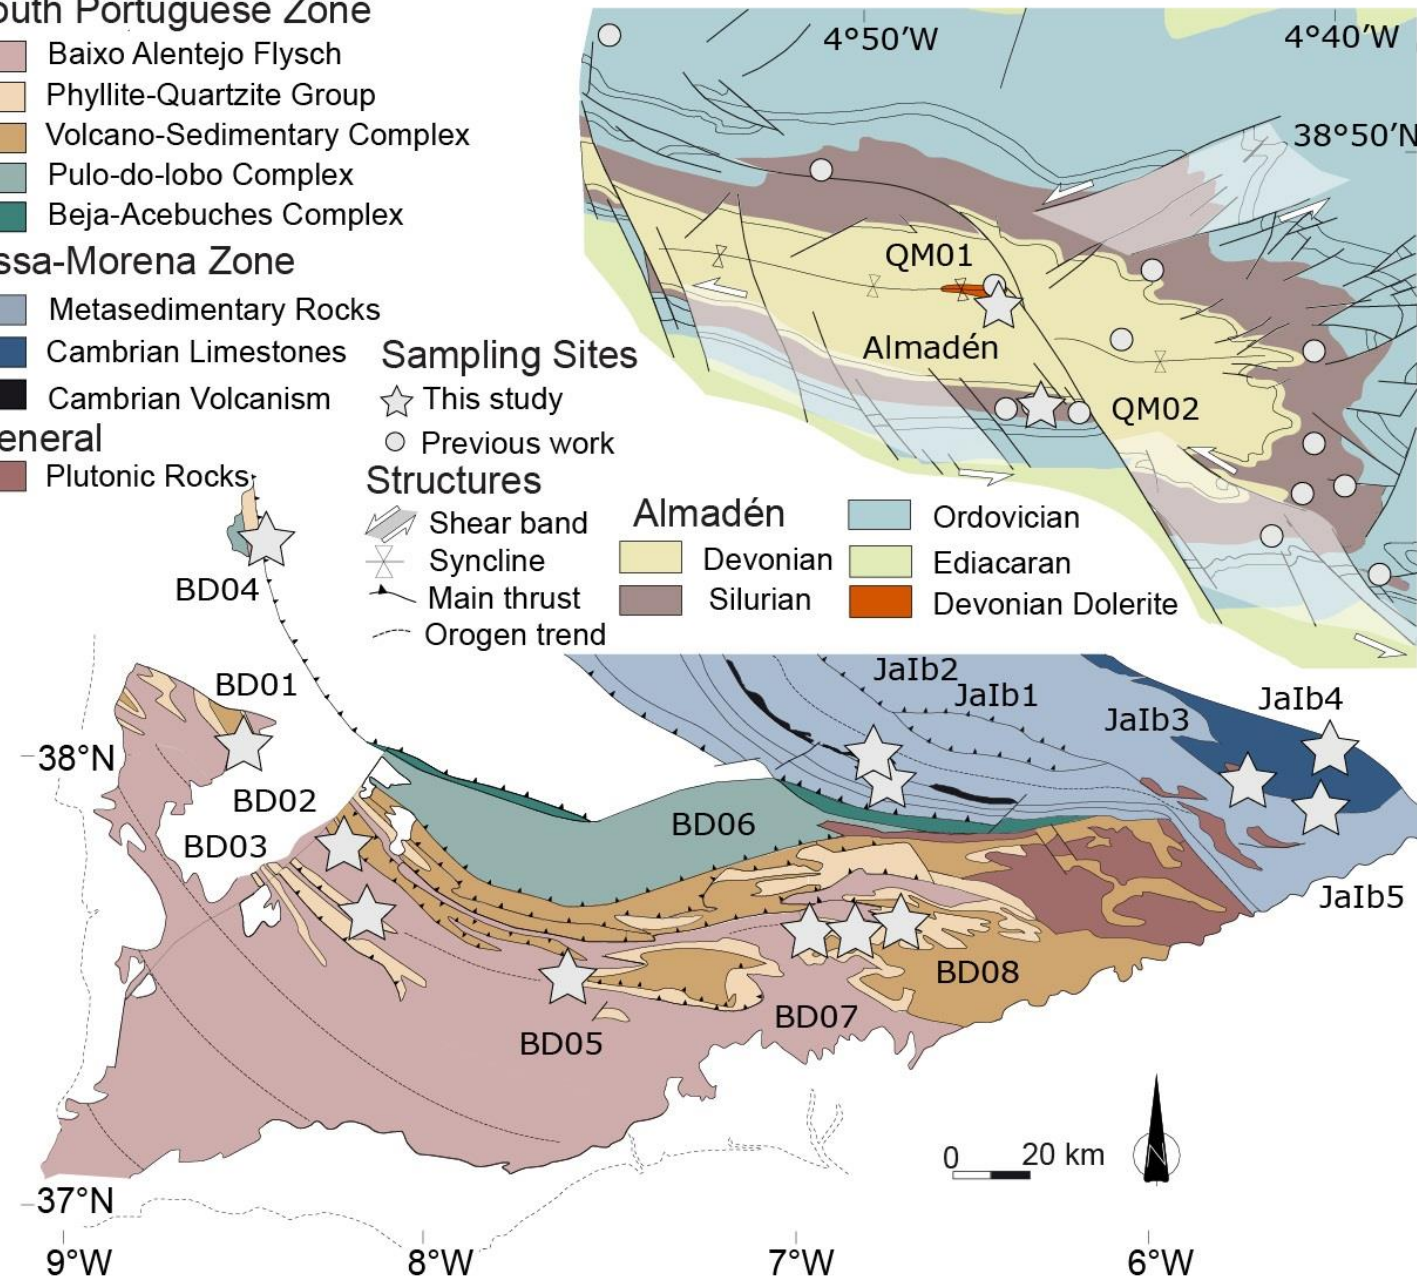 outh Portuguese Zone
Baixo Alentejo Flysch
Phyllite-Quartzite Group
Volcano-Sedimentary Complex
Pulo-do-lobo Complex
Beja-Acebuches Complex
ssa-Morena Zone
Metasedimentary Rocks
Cambrian Limestones
Cambrian Volcanism
eneral
Plutonic Rocks
Sampling Sites
This study
Previous work
Structures
Shear band
Syncline
Main thrust
Orogen trend
Almadén
Devonian
Silurian
Ordovician
Ediacaran
Devonian Dolerite
4°50′W
4°40′W
38°50′N
QM01
Almadén
QM02
BD04
BD01
BD02
BD03
BD06
BD05
BD07
BD08
JaIb2
JaIb1
JaIb3
JaIb4
JaIb5
38°N
37°N
0 20 km
N
9°W
8°W
7°W
6°W